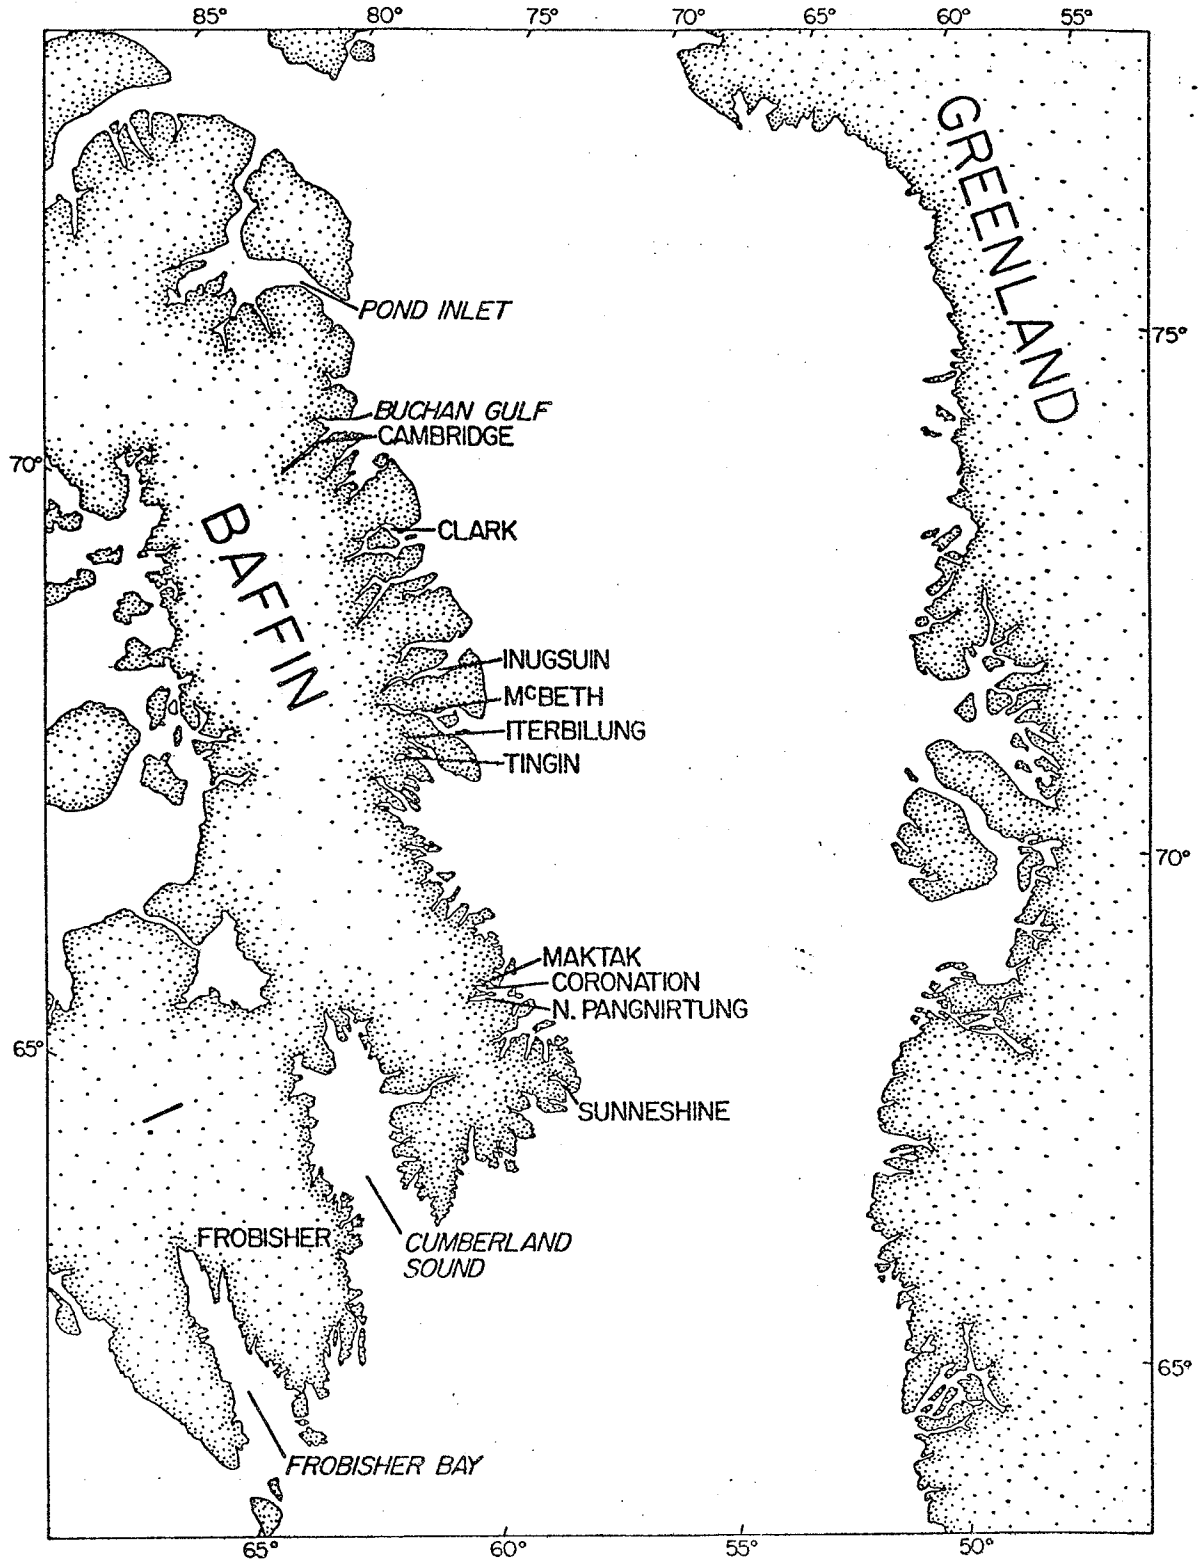 85° 80° 75° 70° 65° 60° 55°
GREENLAND
POND INLET
75°
BUCHAN GULF
CAMBRIDGE
70°
BAFFIN
CLARK
INUGSUIN
McBETH
ITERBILUNG
TINGIN
70°
MAKTAK
CORONATION
N. PANGNIRTUNG
65°
I
SUNNESHINE
FROBISHER
CUMBERLAND
SOUND
65°
FROBISHER BAY
65° 60° 55° 50°